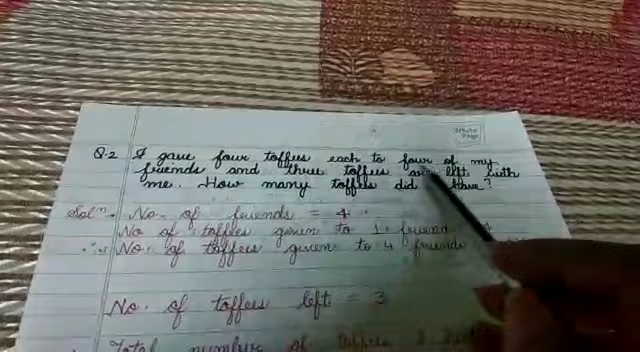 Q.2 I gave four toffees each to four of my
friends and three toffees are left with
me. How many toffees did I have?
Solⁿ- No. of friends = 4
No of toffees given to 1 friend 4
∴ No. of toffees given to 4 friends
No. of toffees left = 3
Total number of toffees I